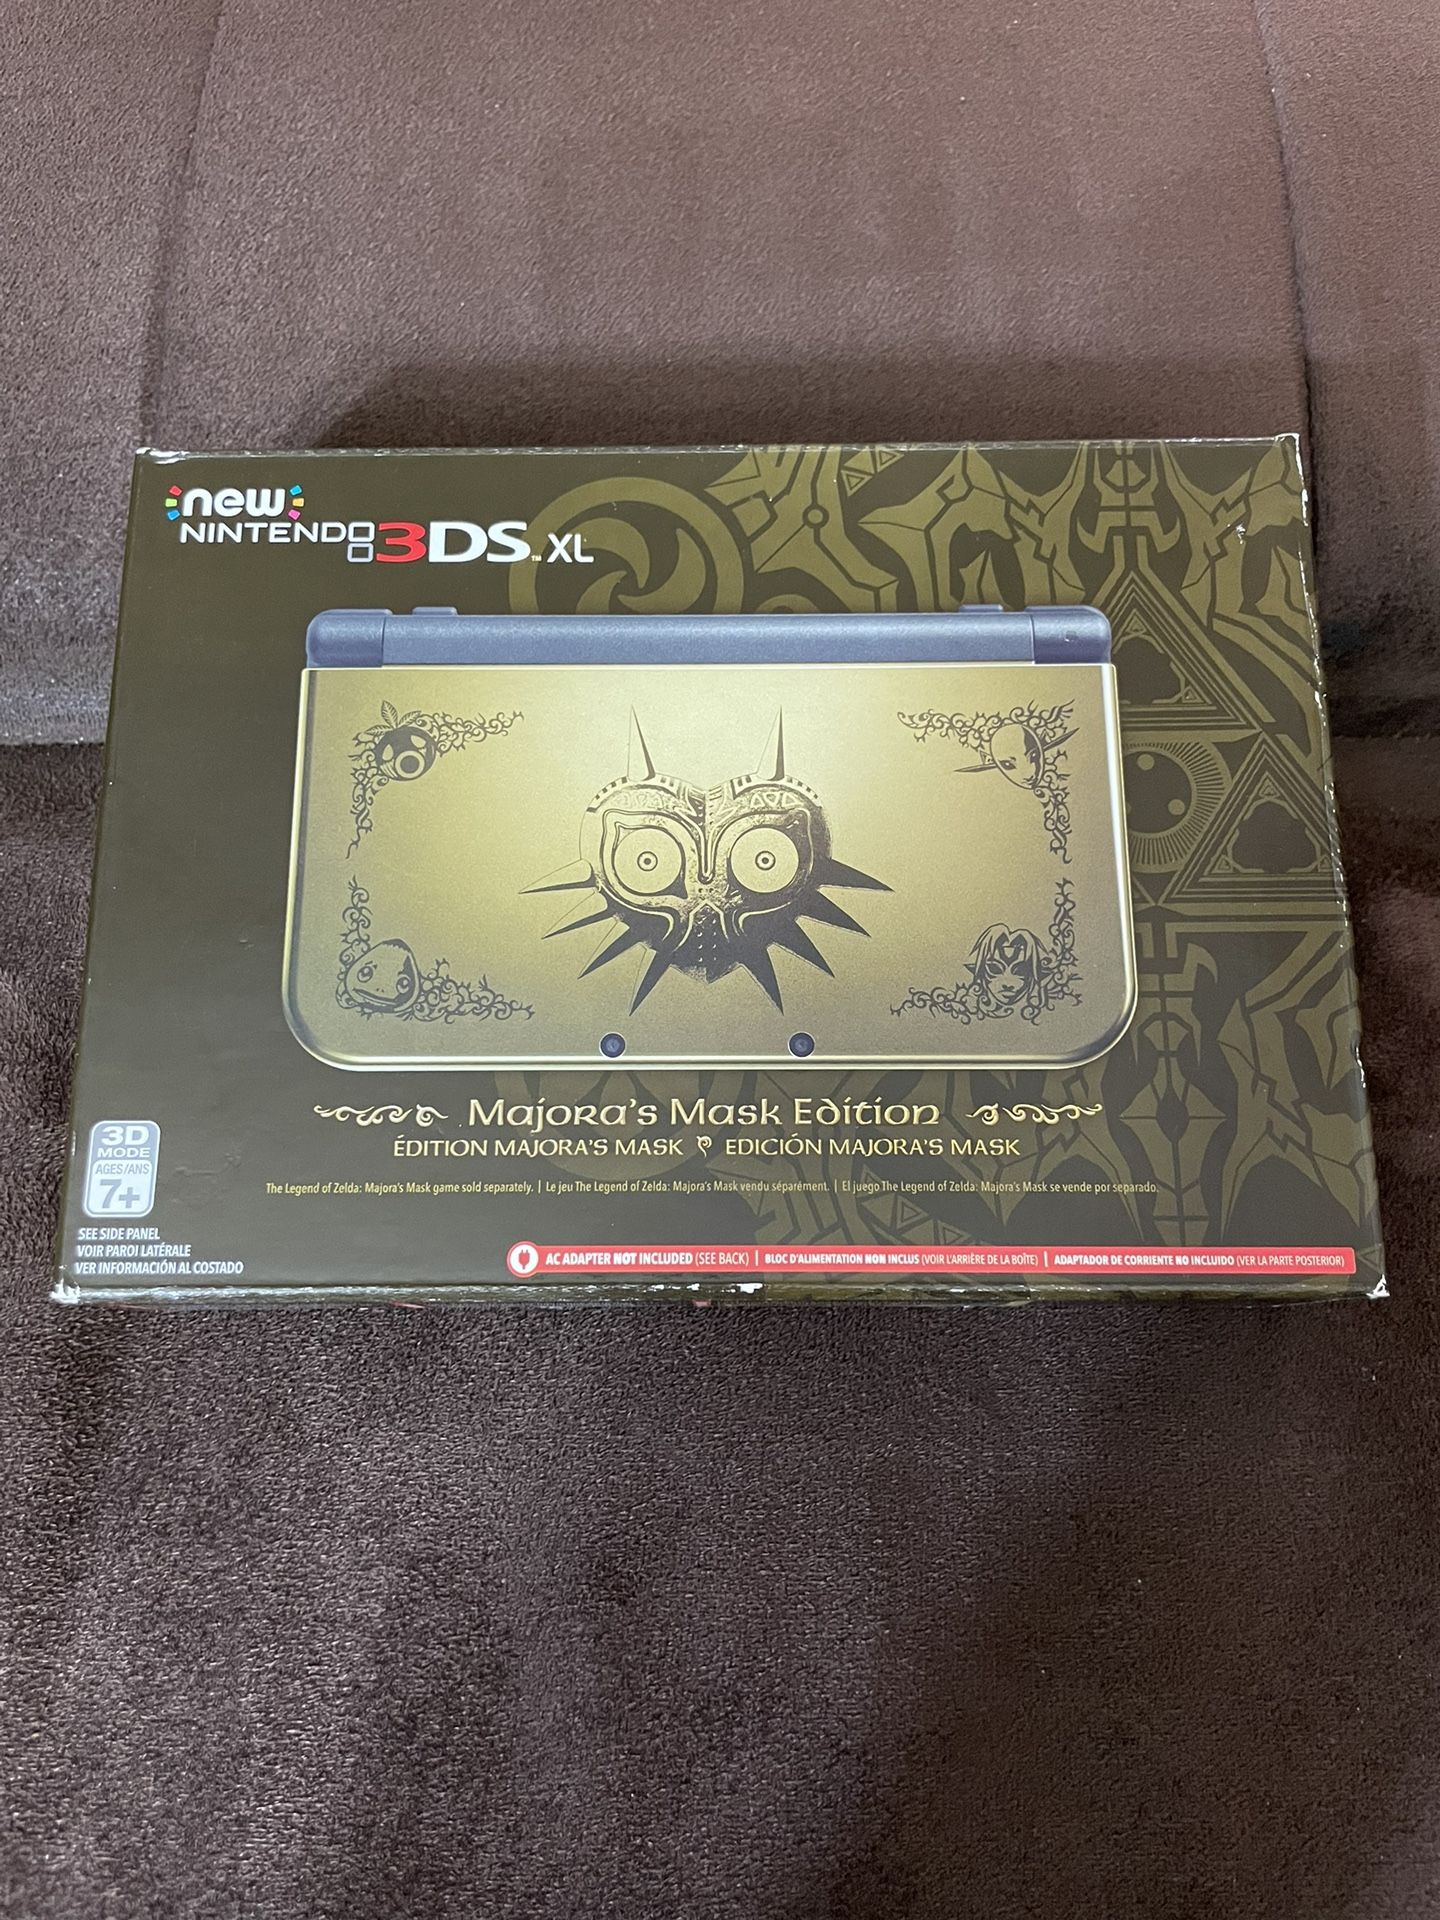 new
NINTENDO 3DS™ XL
Majora's Mask Edition
ÉDITION MAJORA'S MASK EDICIÓN MAJORA'S MASK
The Legend of Zelda: Majora's Mask game sold separately. | Le jeu The Legend of Zelda: Majora's Mask vendu séparément. | El juego The Legend of Zelda: Majora's Mask se vende por separado.
3D
MODE
AGES/ANS
7+
SEE SIDE PANEL
VOIR PAROI LATÉRALE
VER INFORMACIÓN AL COSTADO
AC ADAPTER NOT INCLUDED (SEE BACK) | BLOC D'ALIMENTATION NON INCLUS (VOIR L'ARRIÈRE DE LA BOÎTE) | ADAPTADOR DE CORRIENTE NO INCLUIDO (VER LA PARTE POSTERIOR)